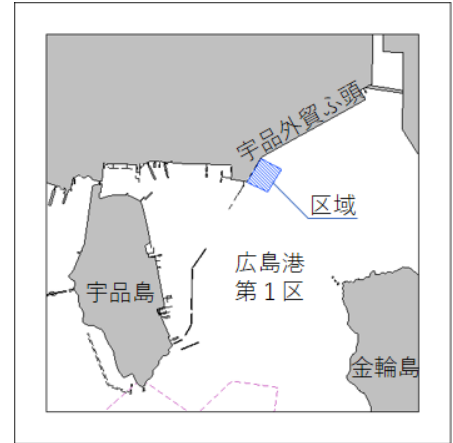 宇品外貿ふ頭
区域
広島港
第１区
宇品島
金輪島